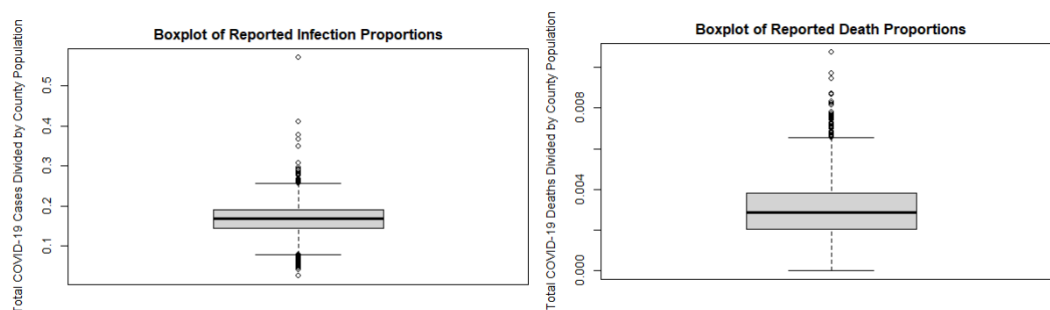 Boxplot of Reported Infection Proportions
Total COVID-19 Cases Divided by County Population
0.5
0.4
0.3
0.2
0.1
Boxplot of Reported Death Proportions
Total COVID-19 Deaths Divided by County Population
0.008
0.004
0.000